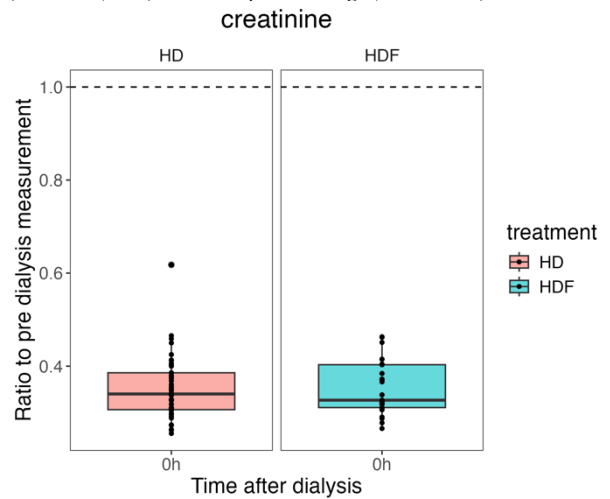 creatinine
HD
HDF
Ratio to pre dialysis measurement
1.0
0.8
0.6
0.4
0h
0h
Time after dialysis
treatment
HD
HDF